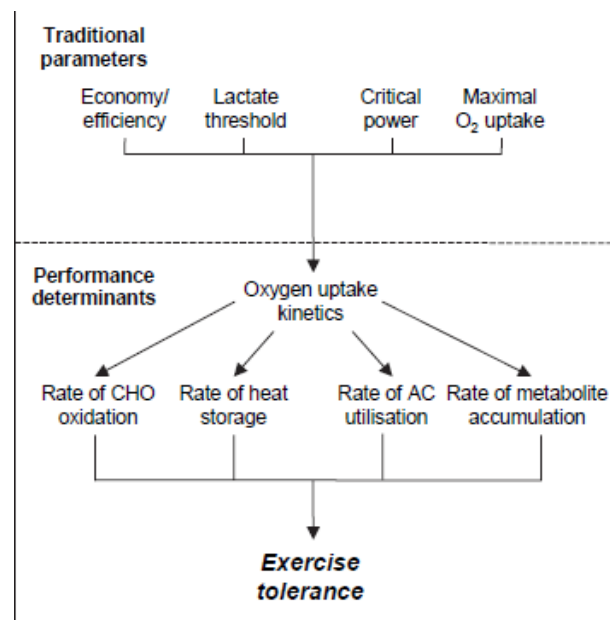 Traditional
parameters
Economy/
efficiency
Lactate
threshold
Critical
power
Maximal
O₂ uptake
Performance
determinants
Oxygen uptake
kinetics
Rate of CHO
oxidation
Rate of heat
storage
Rate of AC
utilisation
Rate of metabolite
accumulation
Exercise
tolerance